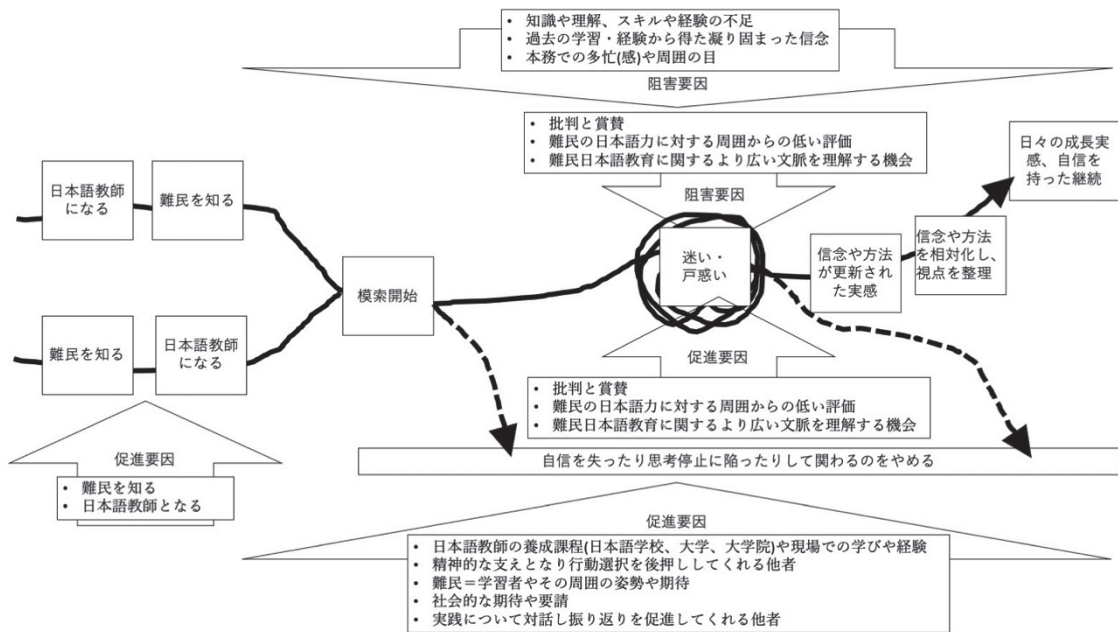 • 知識や理解、スキルや経験の不足
• 過去の学習・経験から得た凝り固まった信念
• 本務での多忙(感)や周囲の目
阻害要因
• 批判と賞賛
• 難民の日本語力に対する周囲からの低い評価
• 難民日本語教育に関するより広い文脈を理解する機会
阻害要因
日々の成長実
感、自信を
持った継続
日本語教師
になる
難民を知る
迷い・
戸惑い
信念や方法
が更新され
た実感
信念や方法
を相対化し、
視点を整理
模索開始
難民を知る
日本語教師
になる
促進要因
• 批判と賞賛
• 難民の日本語力に対する周囲からの低い評価
• 難民日本語教育に関するより広い文脈を理解する機会
自信を失ったり思考停止に陥ったりして関わるのをやめる
促進要因
• 難民を知る
• 日本語教師となる
促進要因
• 日本語教師の養成課程(日本語学校、大学、大学院)や現場での学びや経験
• 精神的な支えとなり行動選択を後押ししてくれる他者
• 難民＝学習者やその周囲の姿勢や期待
• 社会的な期待や要請
• 実践について対話し振り返りを促進してくれる他者